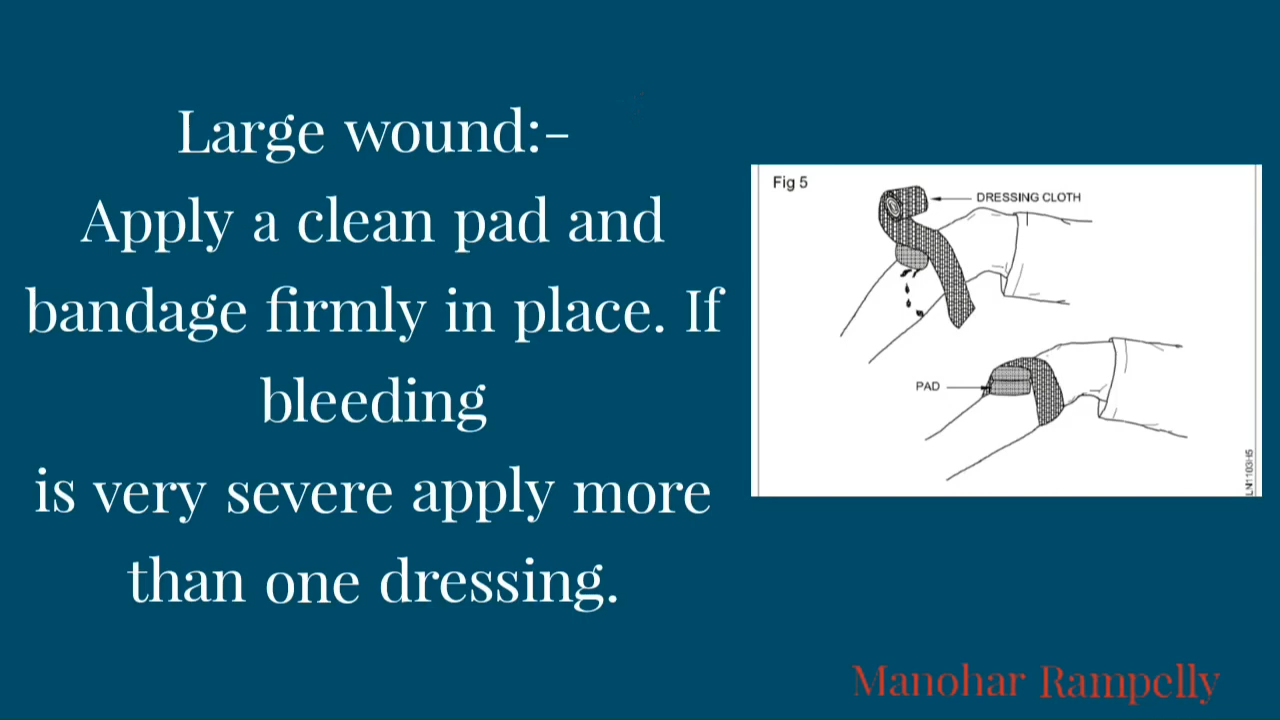 Large wound:-
Apply a clean pad and
bandage firmly in place. If
bleeding
is very severe apply more
than one dressing.
Fig 5
DRESSING CLOTH
PAD
LN1103H5
Manohar Rampelly